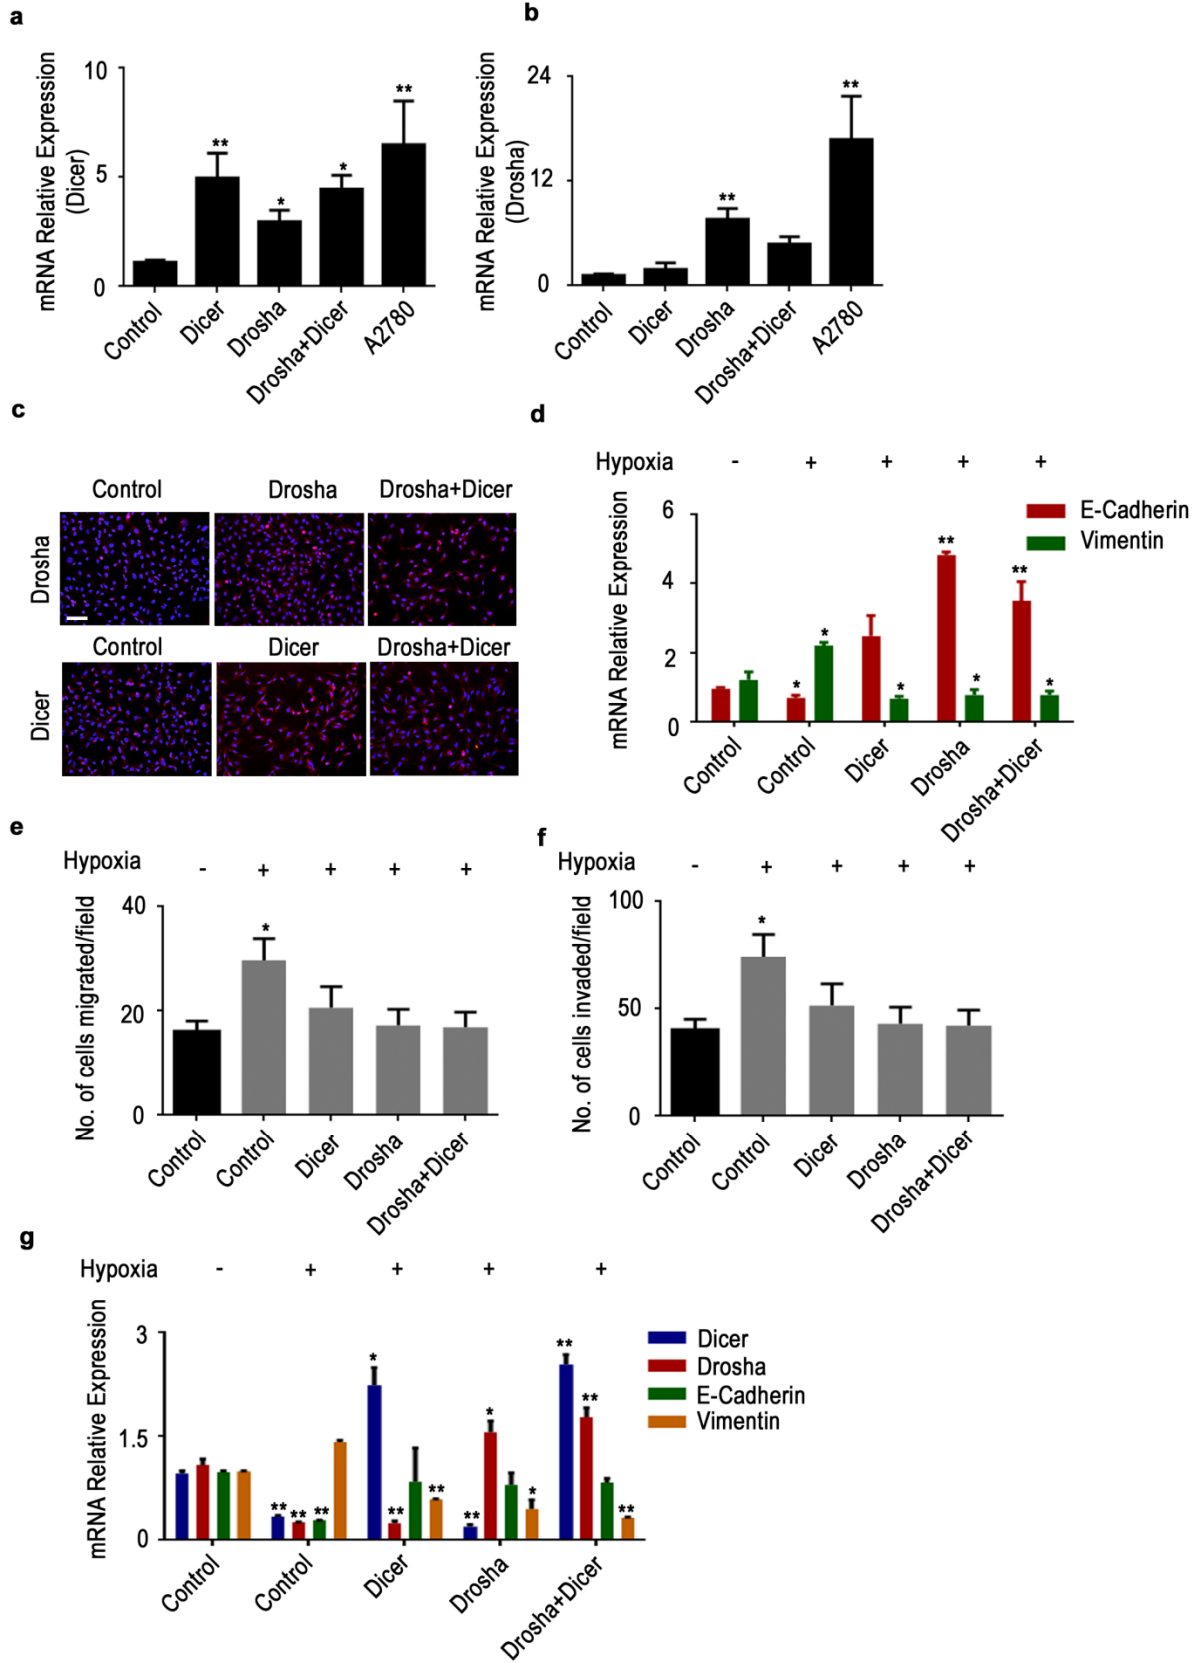 a
mRNA Relative Expression
(Dicer)
10
5
0
** * * **
Control Dicer Drosha Drosha+Dicer A2780
b
mRNA Relative Expression
(Drosha)
24
12
0
** **
Control Dicer Drosha Drosha+Dicer A2780
c
Control Drosha Drosha+Dicer
Drosha
Control Dicer Drosha+Dicer
Dicer
d
Hypoxia - + + + +
mRNA Relative Expression
6
4
2
0
E-Cadherin
Vimentin
* * * ** * ** *
Control Control Dicer Drosha Drosha+Dicer
e
Hypoxia - + + + +
No. of cells migrated/field
40
20
0
*
Control Control Dicer Drosha Drosha+Dicer
f
Hypoxia - + + + +
No. of cells invaded/field
100
50
0
*
Control Control Dicer Drosha Drosha+Dicer
g
Hypoxia - + + + +
mRNA Relative Expression
3
1.5
0
Dicer
Drosha
E-Cadherin
Vimentin
** ** ** * ** ** ** * * ** ** **
Control Control Dicer Drosha Drosha+Dicer